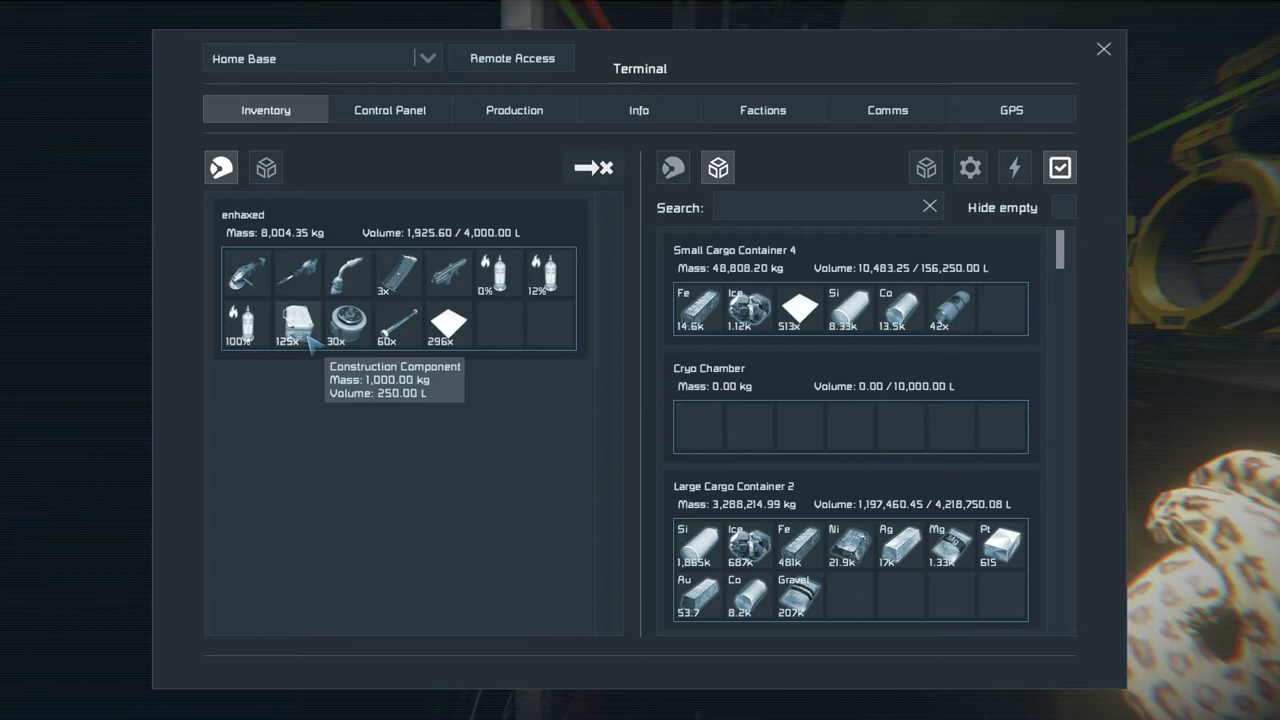 Home Base
Remote Access
Terminal
Inventory
Control Panel
Production
Info
Factions
Comms
GPS
Search:
Hide empty
enhaxed
Mass: 8,004.35 kg Volume: 1,925.60 / 4,000.00 L
3x
0%
12%
100%
125x
30x
60x
296x
Construction Component
Mass: 1,000.00 kg
Volume: 250.00 L
Small Cargo Container 4
Mass: 48,808.20 kg Volume: 10,483.25 / 156,250.00 L
Fe Ice Si Co
14.6k 1.12k 513x 8.33k 13.5k 42x
Cryo Chamber
Mass: 0.00 kg Volume: 0.00 / 10,000.00 L
Large Cargo Container 2
Mass: 3,288,214.99 kg Volume: 1,197,460.45 / 4,218,750.08 L
Si Ice Fe Ni Ag Mg Pt
Mg
1,865k 687k 481k 21.9k 17k 1.33k 615
Au Co Gravel
53.7 8.2k 207k